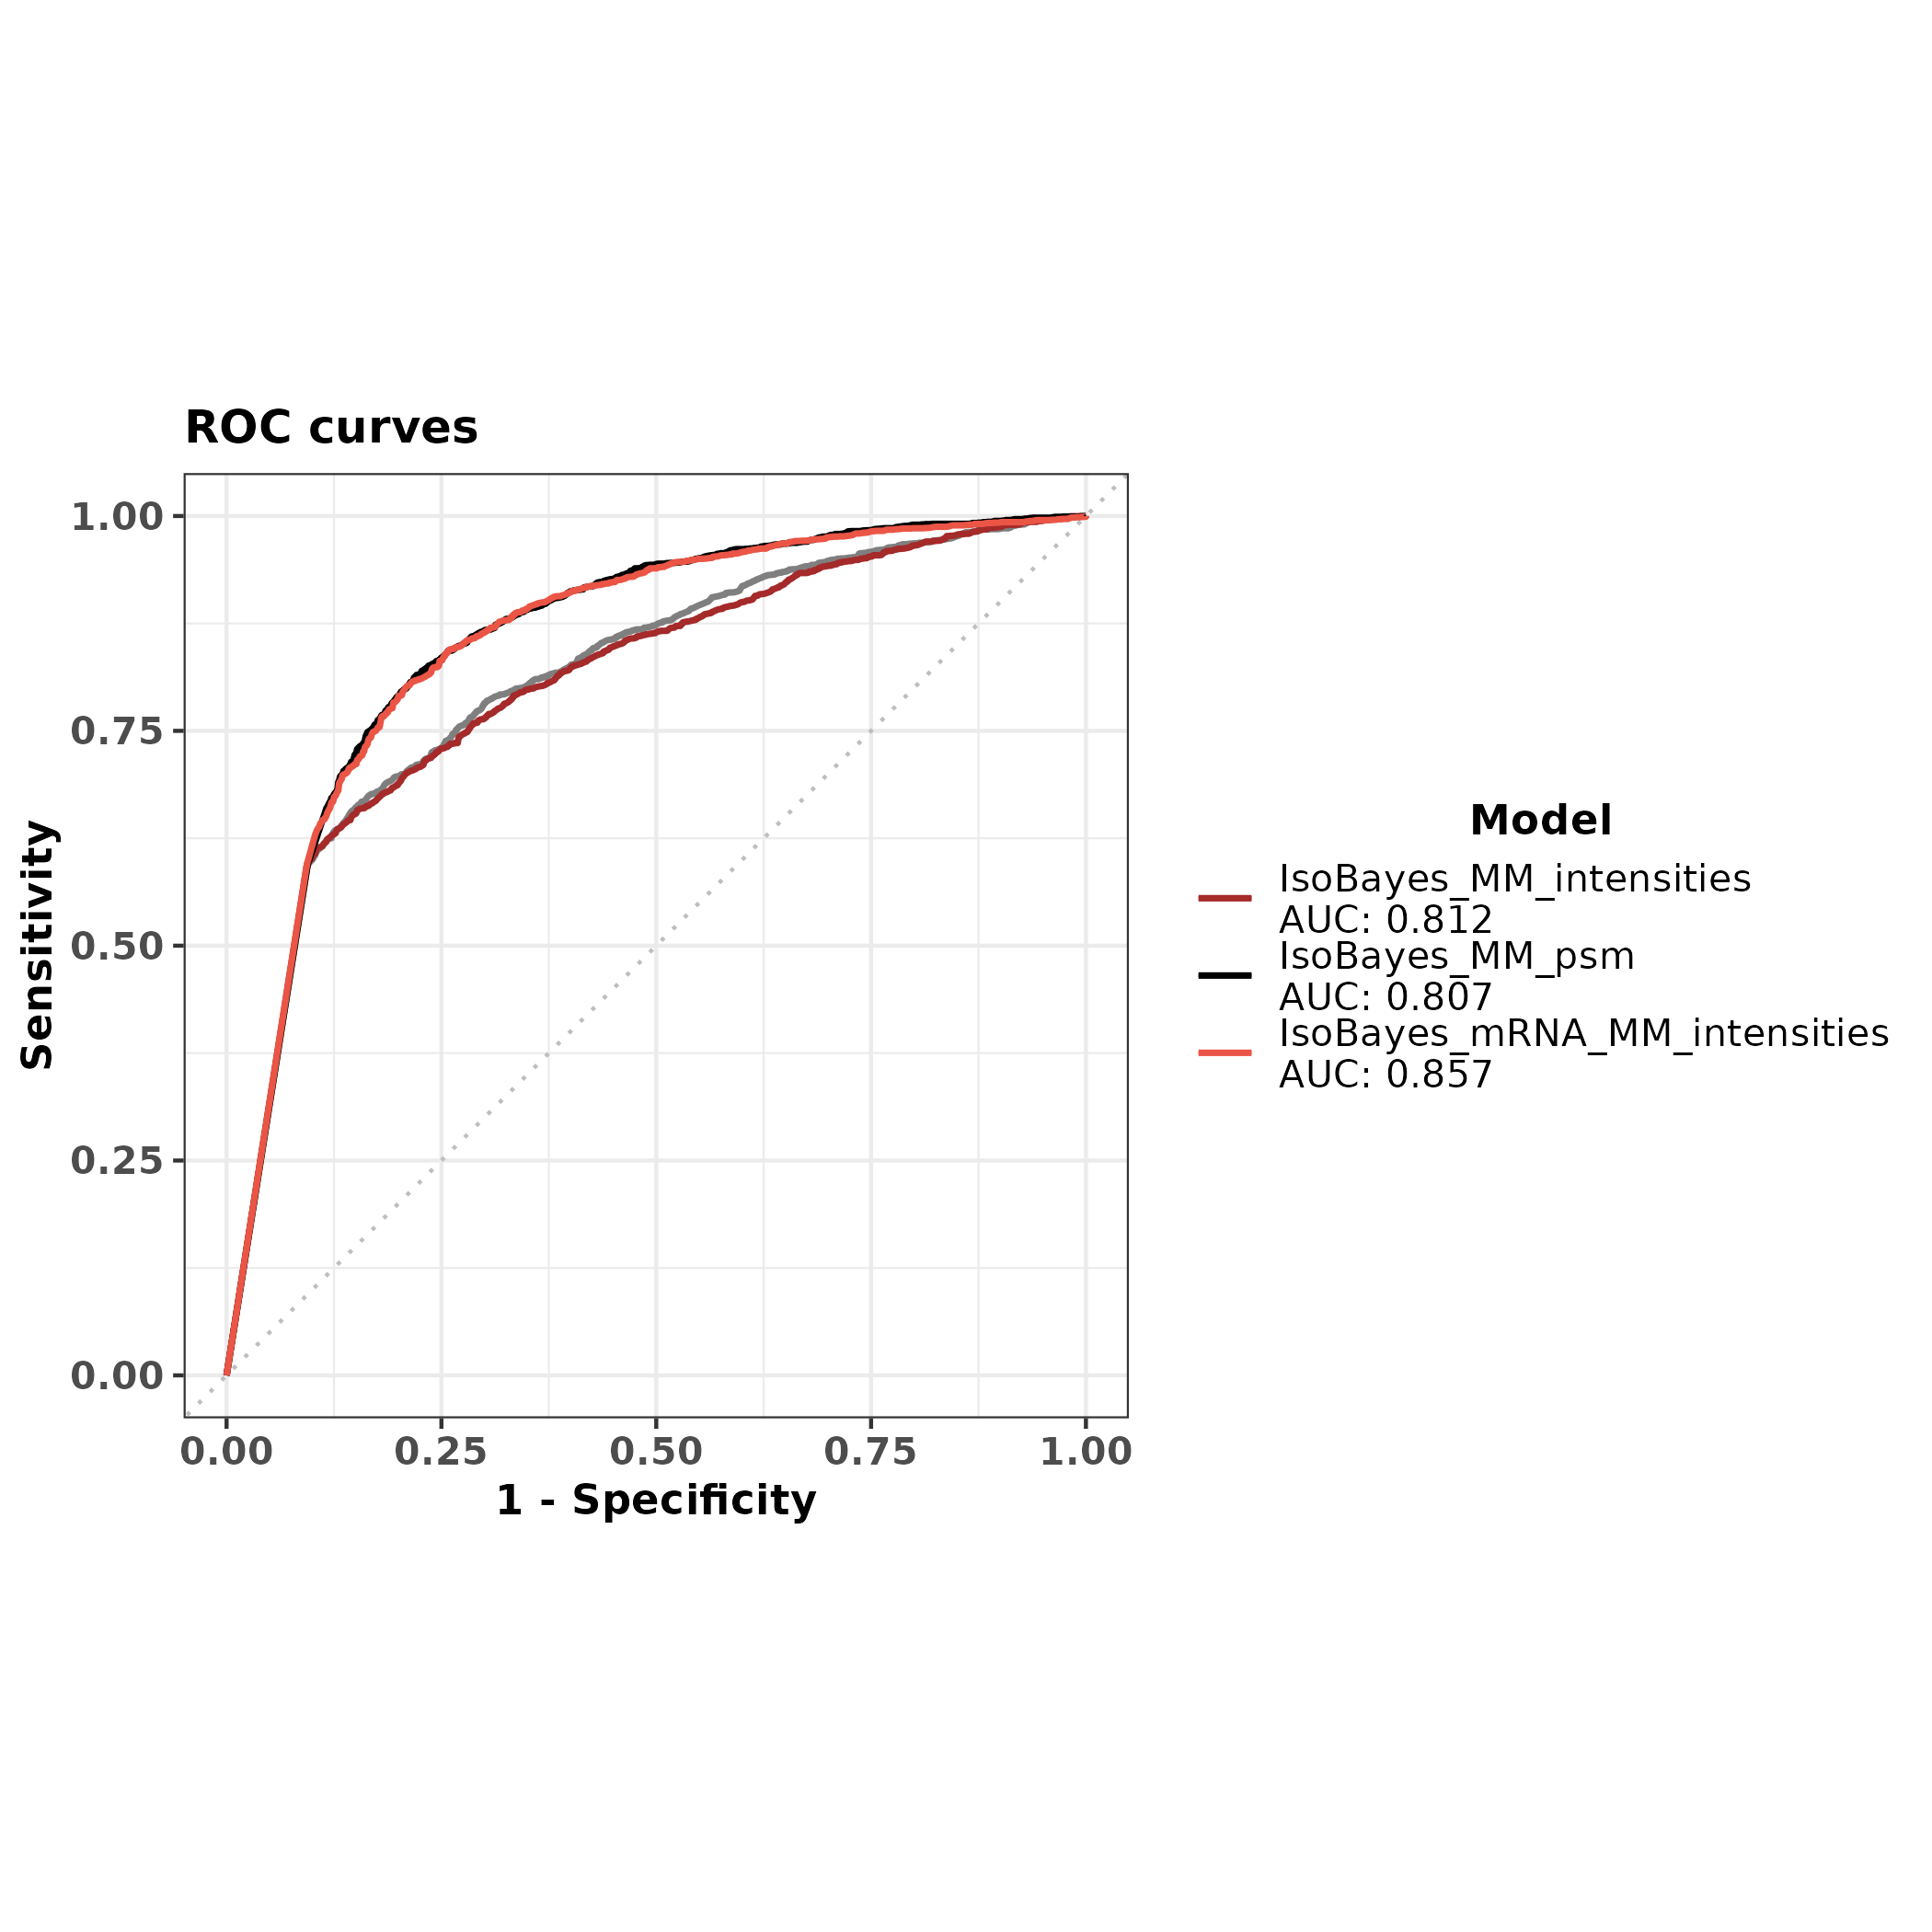 ROC curves
1.00
0.75
0.50
0.25
0.00
Sensitivity
0.00 0.25 0.50 0.75 1.00
1 - Specificity
Model
IsoBayes_MM_intensities
AUC: 0.812
IsoBayes_MM_psm
AUC: 0.807
IsoBayes_mRNA_MM_intensities
AUC: 0.857